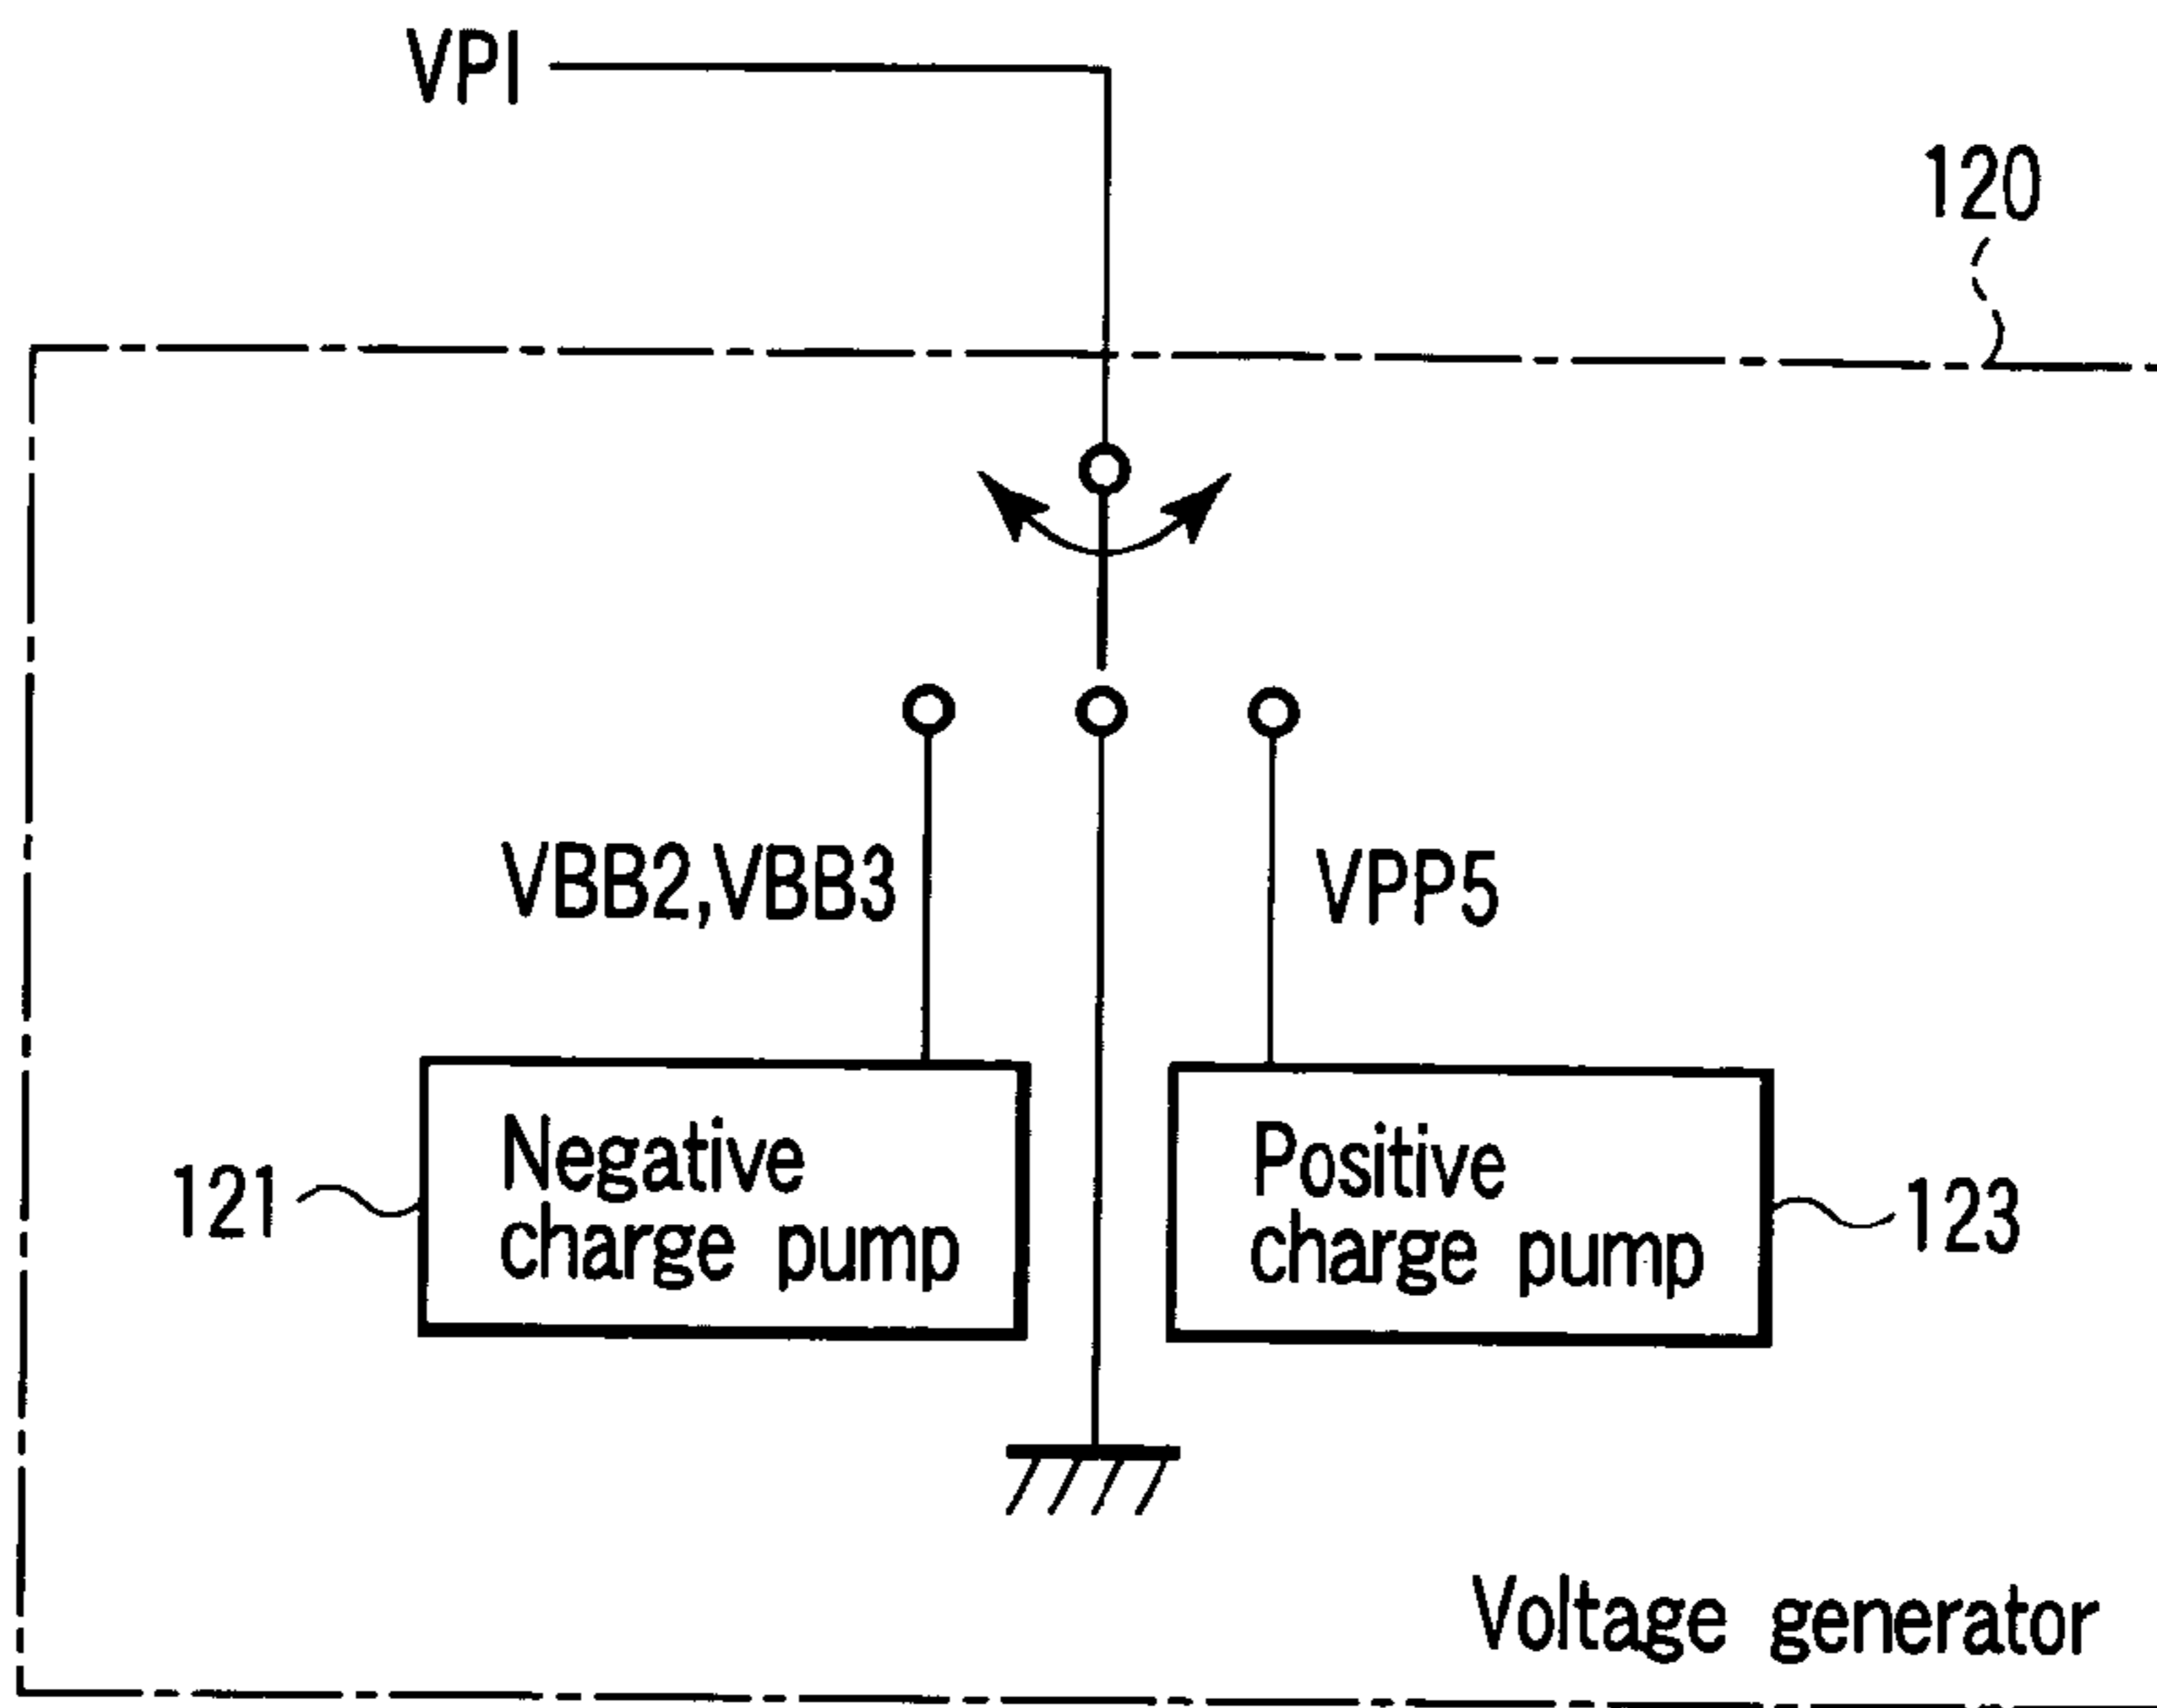 VPI
120
VBB2,VBB3
VPP5
Negative
charge pump
Positive
charge pump
121
123
Voltage generator